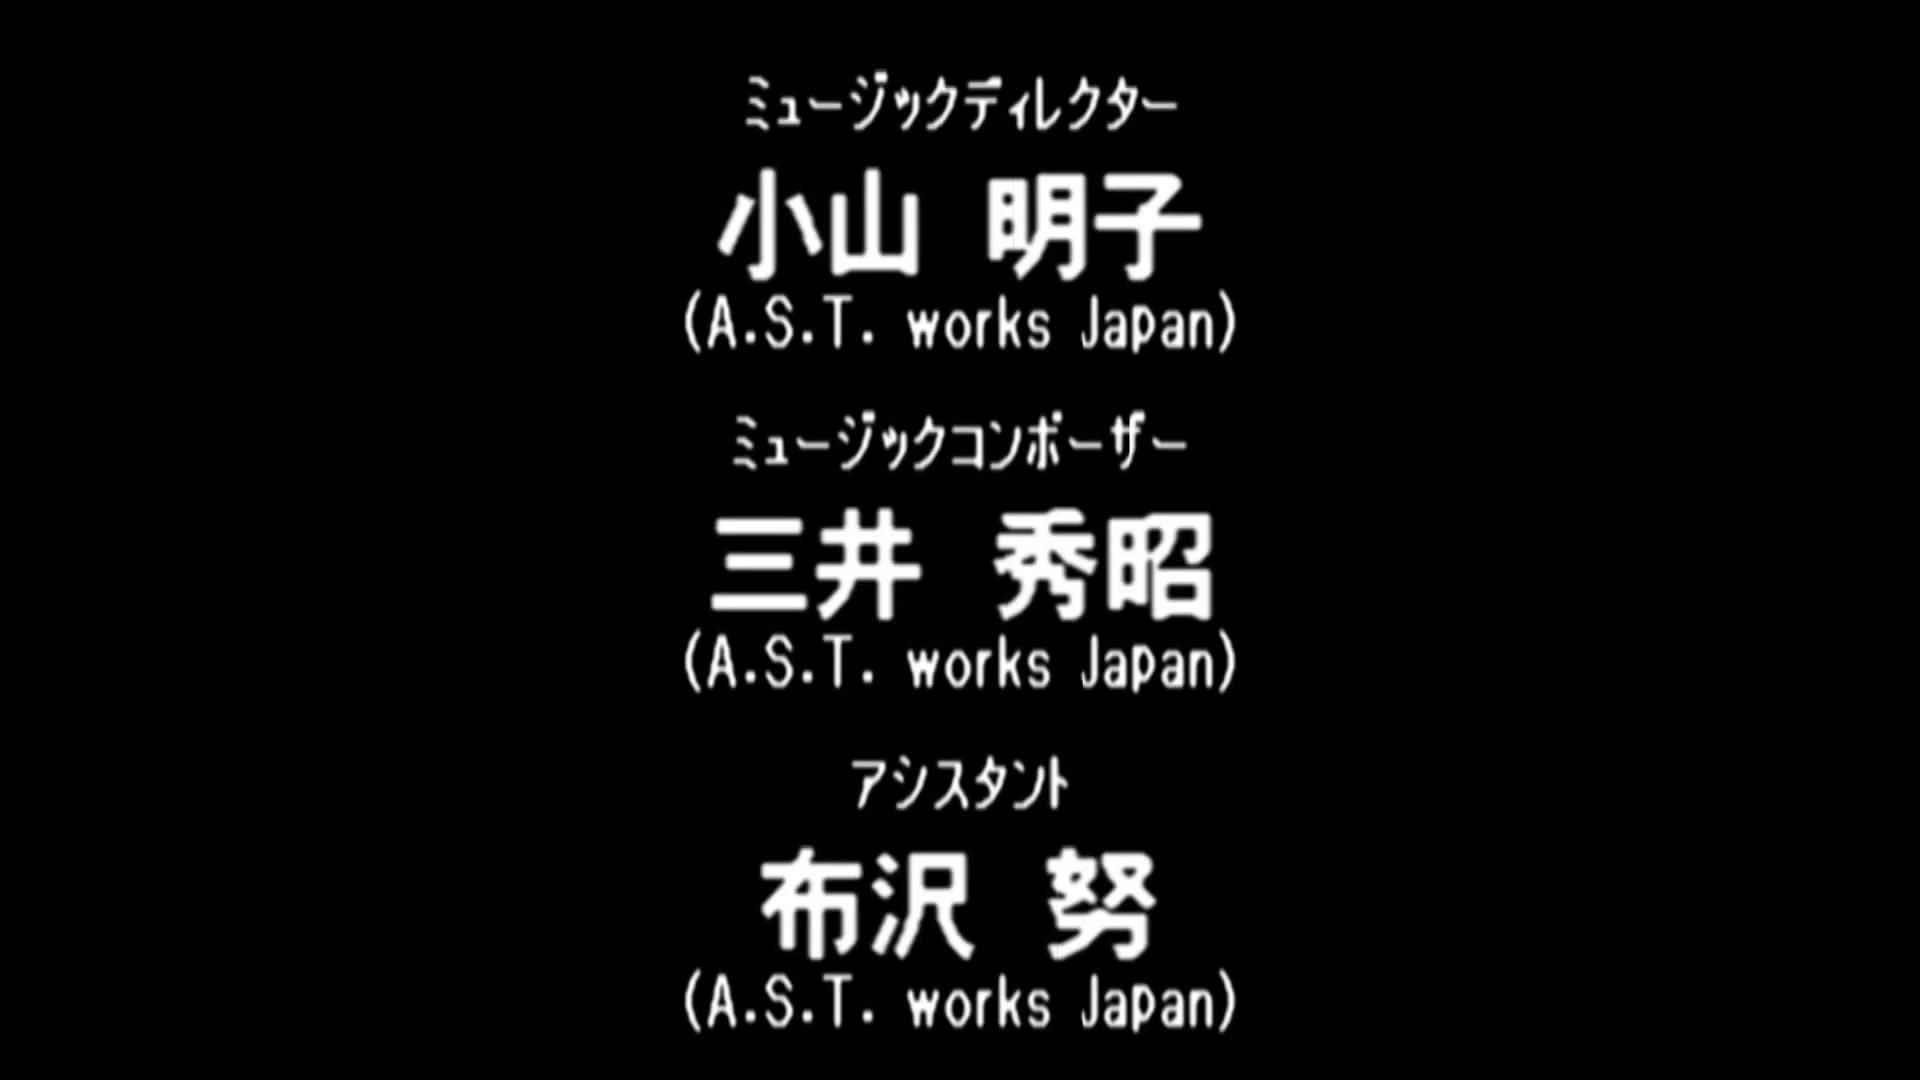 ミュージックディレクター
小山 明子
(A.S.T. works Japan)
ミュージックコンポーザー
三井 秀昭
(A.S.T. works Japan)
アシスタント
布沢 努
(A.S.T. works Japan)